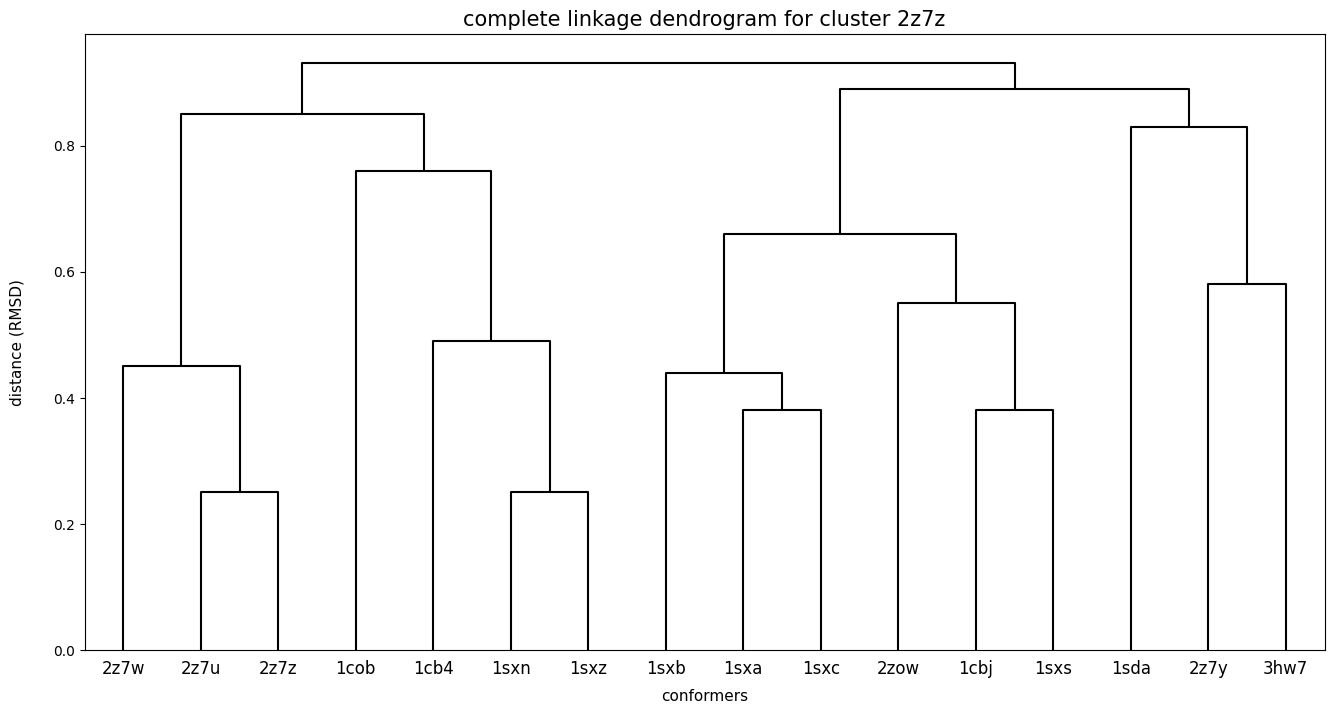 complete linkage dendrogram for cluster 2z7z
distance (RMSD)
0.8
0.6
0.4
0.2
0.0
2z7w 2z7u 2z7z 1cob 1cb4 1sxn 1sxz 1sxb 1sxa 1sxc 2zow 1cbj 1sxs 1sda 2z7y 3hw7
conformers